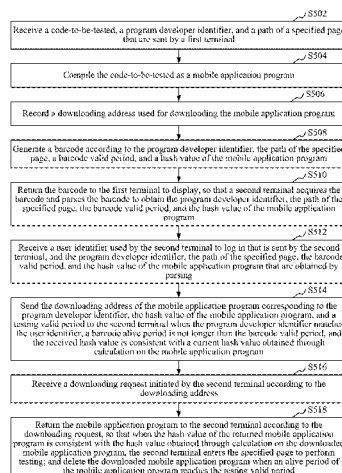 S502
Receive a code-to-be-tested, a program developer identifier, and a path of a specified page
that are sent by a first terminal
S504
Compile the code-to-be-tested as a mobile application program
S506
Record a downloading address used for downloading the mobile application program
S508
Generate a barcode according to the program developer identifier, the path of the specified
page, a barcode valid period, and a hash value of the mobile application program
S510
Return the barcode to the first terminal to display, so that a second terminal acquires the
barcode and parses the barcode to obtain the program developer identifier, the path of the
specified page, the barcode valid period, and the hash value of the mobile application
program
S512
Receive a user identifier used by the second terminal to log in that is sent by the second
terminal, and the program developer identifier, the path of the specified page, the barcode
valid period, and the hash value of the mobile application program that are obtained by
parsing
S514
Send the downloading address of the mobile application program corresponding to the
program developer identifier, the hash value of the mobile application program, and a
testing valid period to the second terminal when the program developer identifier matches
the user identifier, a barcode alive period is not longer than the barcode valid period, and
the received hash value is consistent with a current hash value obtained through
calculation on the mobile application program
S516
Receive a downloading request initiated by the second terminal according to the
downloading address
S518
Return the mobile application program to the second terminal according to the
downloading request, so that when the hash value of the returned mobile application
program is consistent with the hash value obtained through calculation on the downloaded
mobile application program, the second terminal enters the specified page to perform
testing; and delete the downloaded mobile application program when an alive period of
the mobile application program reaches the testing valid period